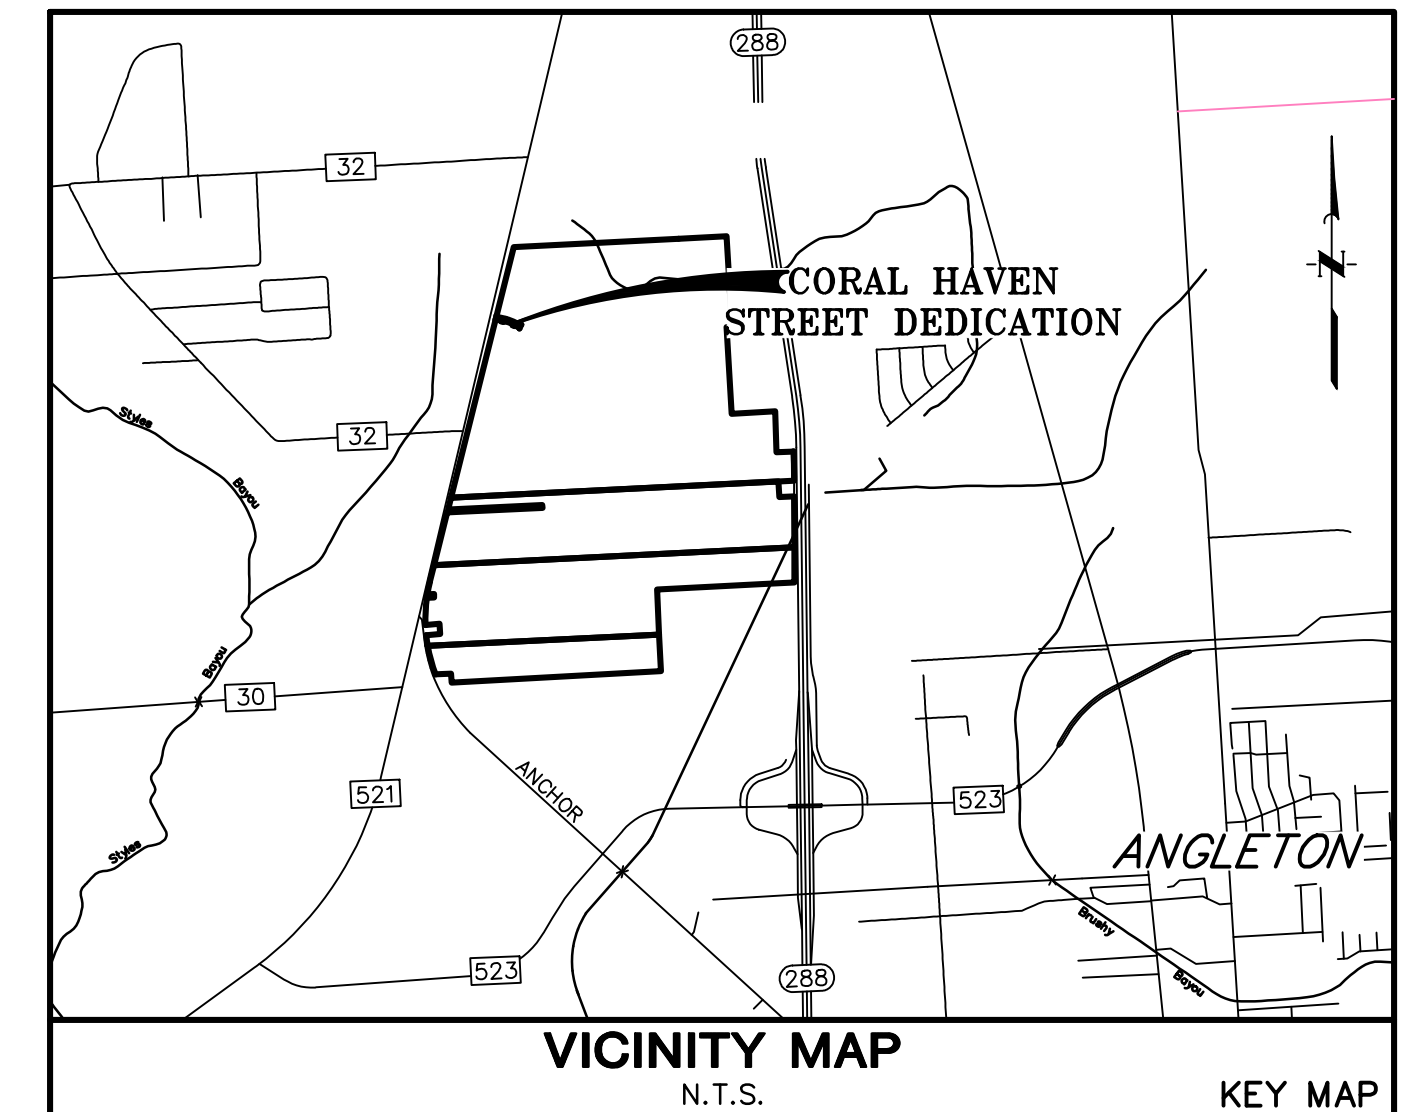 288
32
CORAL HAVEN
STREET DEDICATION
Styles
32
Bayou
Bayou
30
521
ANCHOR
523
ANGLETON
Styles
Brushy
523
288
Bayou
VICINITY MAP
N.T.S.
KEY MAP